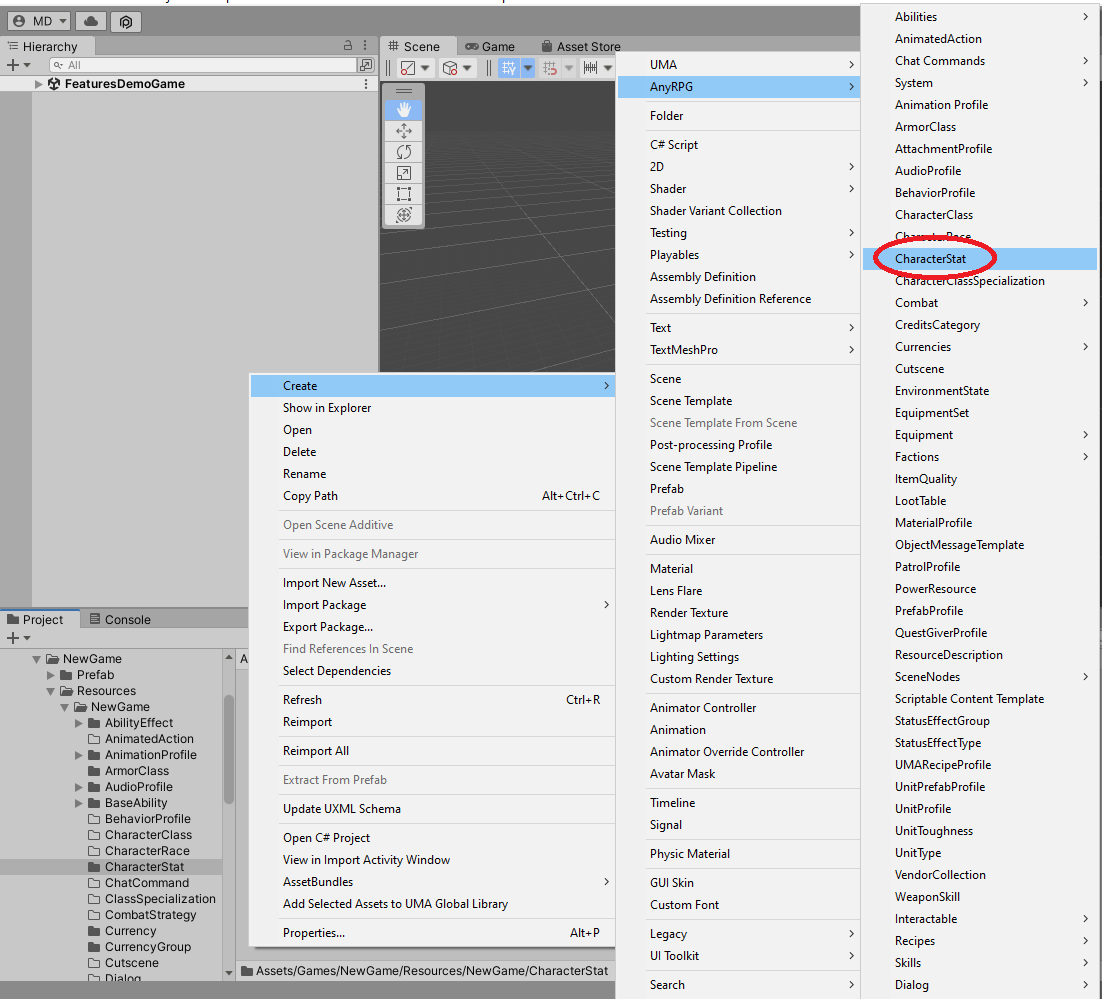 MD
Hierarchy
All
FeaturesDemoGame
Scene
Game
Asset Store
Create
Show in Explorer
Open
Delete
Rename
Copy Path Alt+Ctrl+C
Open Scene Additive
View in Package Manager
Import New Asset...
Import Package
Export Package...
Find References In Scene
Select Dependencies
Refresh Ctrl+R
Reimport
Reimport All
Extract From Prefab
Update UXML Schema
Open C# Project
View in Import Activity Window
AssetBundles
Add Selected Assets to UMA Global Library
Properties... Alt+P
UMA
AnyRPG
Folder
C# Script
2D
Shader
Shader Variant Collection
Testing
Playables
Assembly Definition
Assembly Definition Reference
Text
TextMeshPro
Scene
Scene Template
Scene Template From Scene
Post-processing Profile
Scene Template Pipeline
Prefab
Prefab Variant
Audio Mixer
Material
Lens Flare
Render Texture
Lightmap Parameters
Lighting Settings
Custom Render Texture
Animator Controller
Animation
Animator Override Controller
Avatar Mask
Timeline
Signal
Physic Material
GUI Skin
Custom Font
Legacy
UI Toolkit
Search
Abilities
AnimatedAction
Chat Commands
System
Animation Profile
ArmorClass
AttachmentProfile
AudioProfile
BehaviorProfile
CharacterClass
CharacterRace
CharacterStat
CharacterClassSpecialization
Combat
CreditsCategory
Currencies
Cutscene
EnvironmentState
EquipmentSet
Equipment
Factions
ItemQuality
LootTable
MaterialProfile
ObjectMessageTemplate
PatrolProfile
PowerResource
PrefabProfile
QuestGiverProfile
ResourceDescription
SceneNodes
Scriptable Content Template
StatusEffectGroup
StatusEffectType
UMARecipeProfile
UnitPrefabProfile
UnitProfile
UnitToughness
UnitType
VendorCollection
WeaponSkill
Interactable
Recipes
Skills
Dialog
Project
Console
NewGame
Prefab
Resources
NewGame
AbilityEffect
AnimatedAction
AnimationProfile
ArmorClass
AudioProfile
BaseAbility
BehaviorProfile
CharacterClass
CharacterRace
CharacterStat
ChatCommand
ClassSpecialization
CombatStrategy
Currency
CurrencyGroup
Cutscene
Dialog
Assets/Games/NewGame/Resources/NewGame/CharacterStat